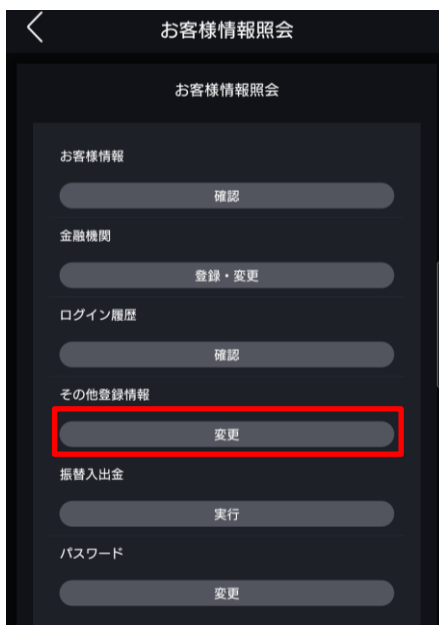 お客様情報照会
お客様情報照会
お客様情報
確認
金融機関
登録・変更
ログイン履歴
確認
その他登録情報
変更
振替入出金
実行
パスワード
変更